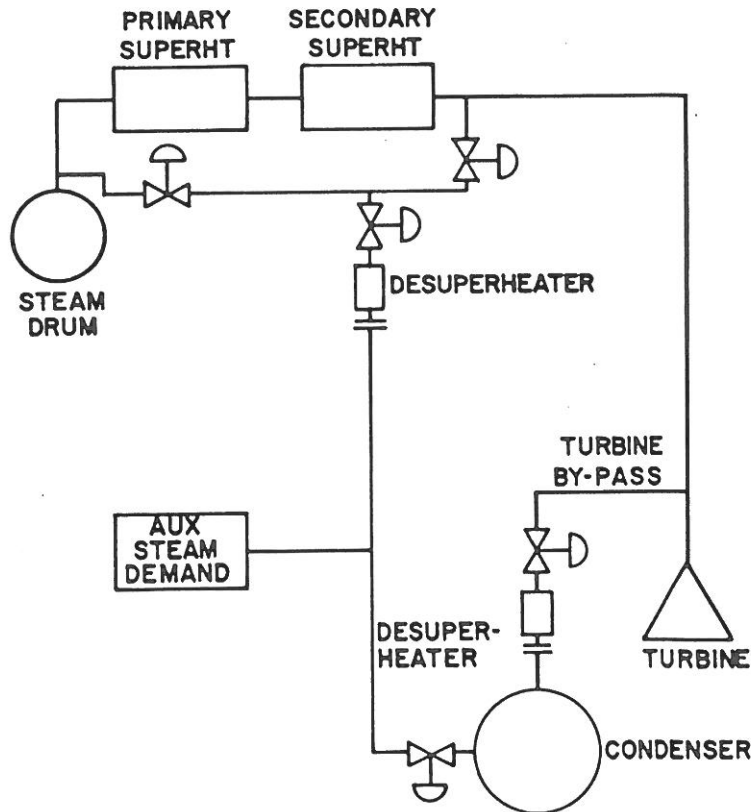 PRIMARY
SUPERHT
SECONDARY
SUPERHT
STEAM
DRUM
DESUPERHEATER
TURBINE
BY-PASS
AUX
STEAM
DEMAND
DESUPER-
HEATER
TURBINE
CONDENSER